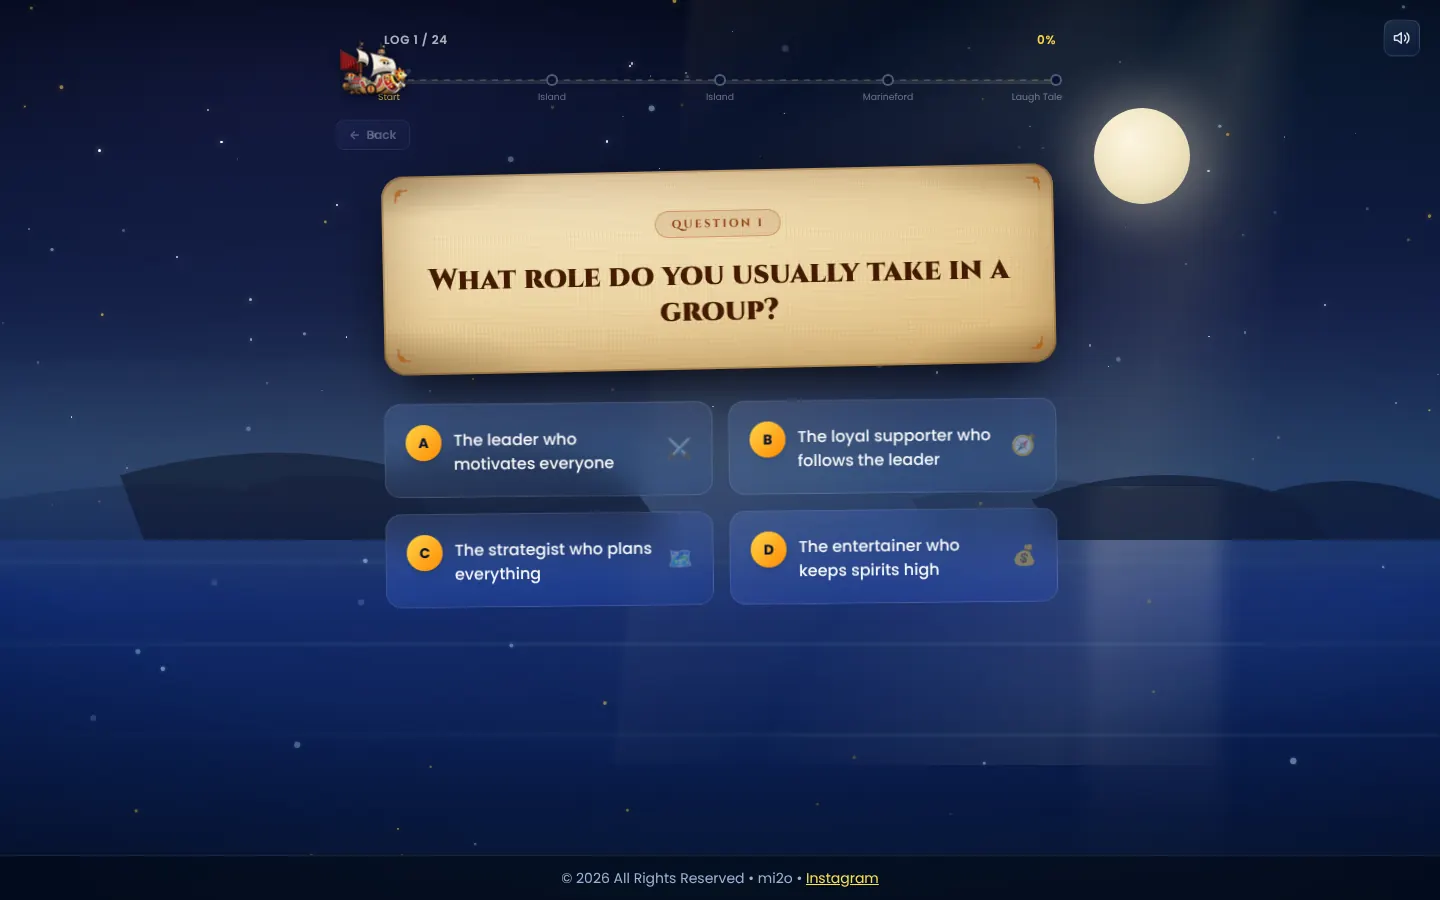 LOG 1 / 24
0%
Start
Island
Island
Marineford
Laugh Tale
← Back
QUESTION 1
WHAT ROLE DO YOU USUALLY TAKE IN A
GROUP?
A
The leader who
motivates everyone
B
The loyal supporter who
follows the leader
C
The strategist who plans
everything
D
The entertainer who
keeps spirits high
© 2026 All Rights Reserved • mi2o • Instagram